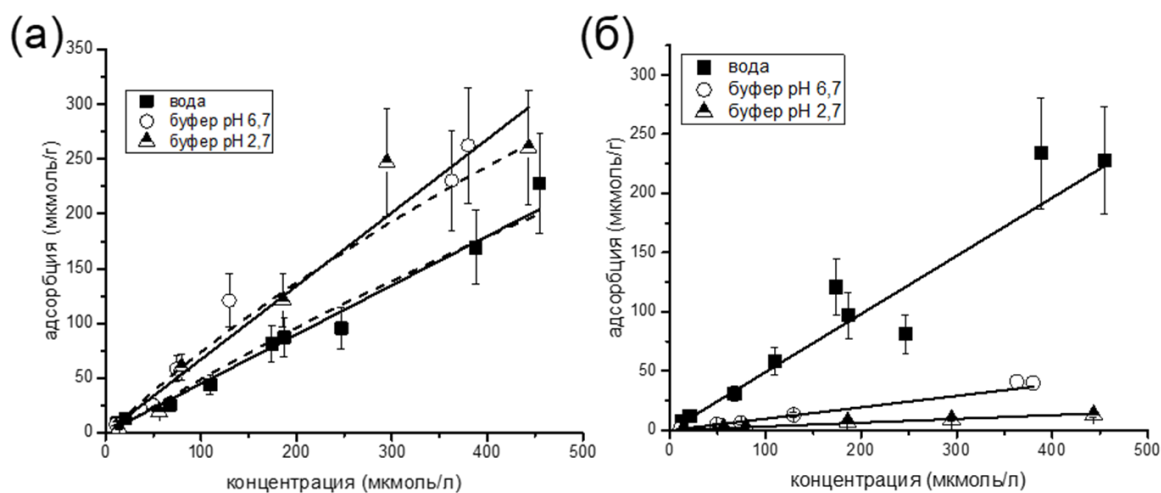 (а)
350
300
250
200
150
100
50
0
адсорбция (мкмоль/г)
вода
буфер pH 6,7
буфер pH 2,7
0 100 200 300 400 500
концентрация (мкмоль/л)
(б)
300
250
200
150
100
50
0
адсорбция (мкмоль/г)
вода
буфер pH 6,7
буфер pH 2,7
0 100 200 300 400 500
концентрация (мкмоль/л)